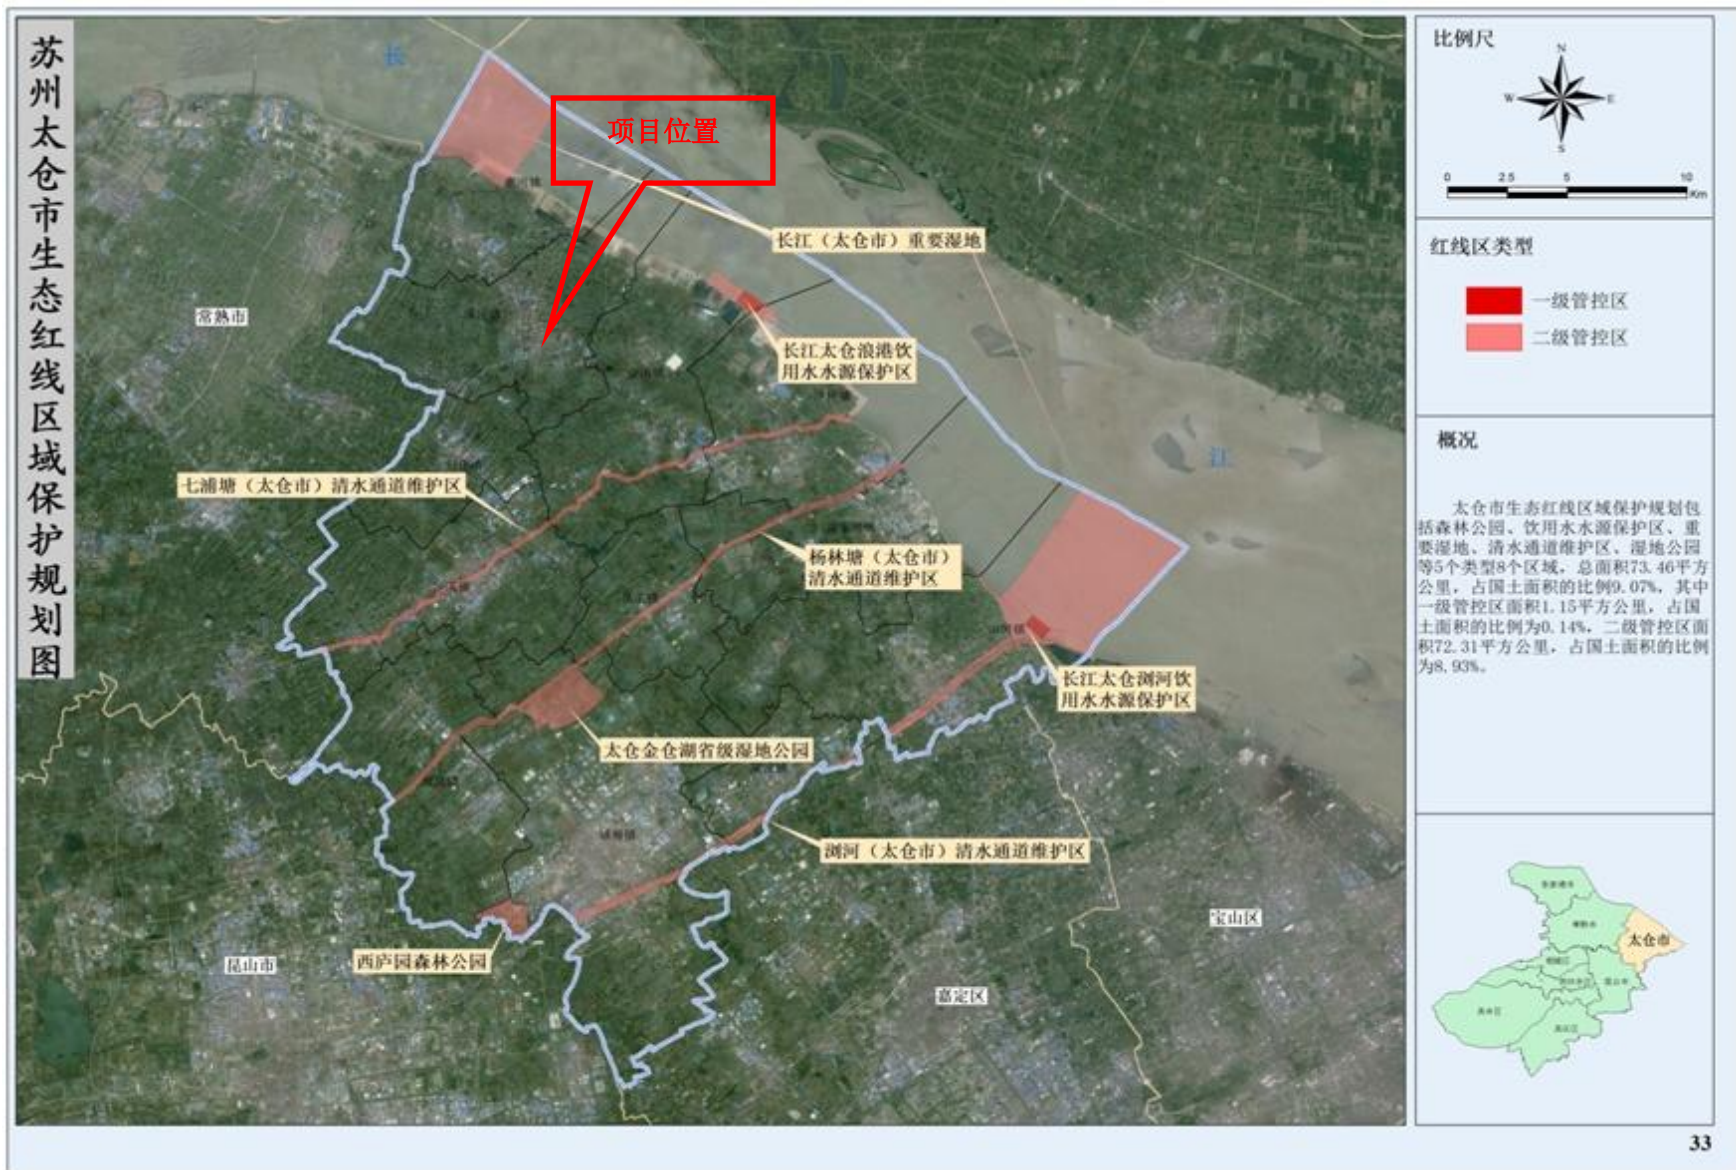 苏州太仓市生态红线区域保护规划图
长
江
项目位置
长江（太仓市）重要湿地
常熟市
长江太仓浪港饮
用水水源保护区
七浦塘（太仓市）清水通道维护区
杨林塘（太仓市）
清水通道维护区
长江太仓浏河饮
用水水源保护区
太仓金仓湖省级湿地公园
浏河（太仓市）清水通道维护区
西庐园森林公园
昆山市
嘉定区
宝山区
比例尺
N
W
E
S
0 2.5 5 10
Km
红线区类型
一级管控区
二级管控区
概况
太仓市生态红线区域保护规划包
括森林公园、饮用水水源保护区、重
要湿地、清水通道维护区、湿地公园
等5个类型8个区域，总面积73.46平方
公里，占国土面积的比例9.07%，其中
一级管控区面积1.15平方公里，占国
土面积的比例为0.14%，二级管控区面
积72.31平方公里，占国土面积的比例
为8.93%。
太仓市
33